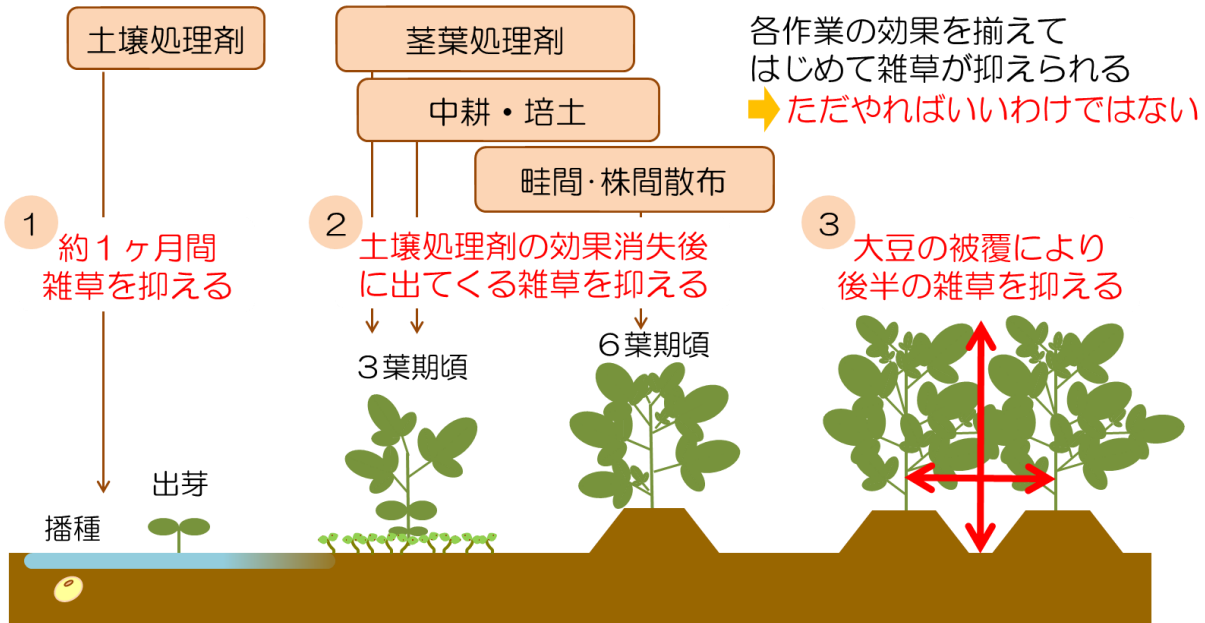 土壌処理剤
茎葉処理剤
中耕・培土
畦間･株間散布
各作業の効果を揃えて
はじめて雑草が抑えられる
ただやればいいわけではない
1
約１ヶ月間
雑草を抑える
2
土壌処理剤の効果消失後
に出てくる雑草を抑える
3
大豆の被覆により
後半の雑草を抑える
３葉期頃
６葉期頃
出芽
播種